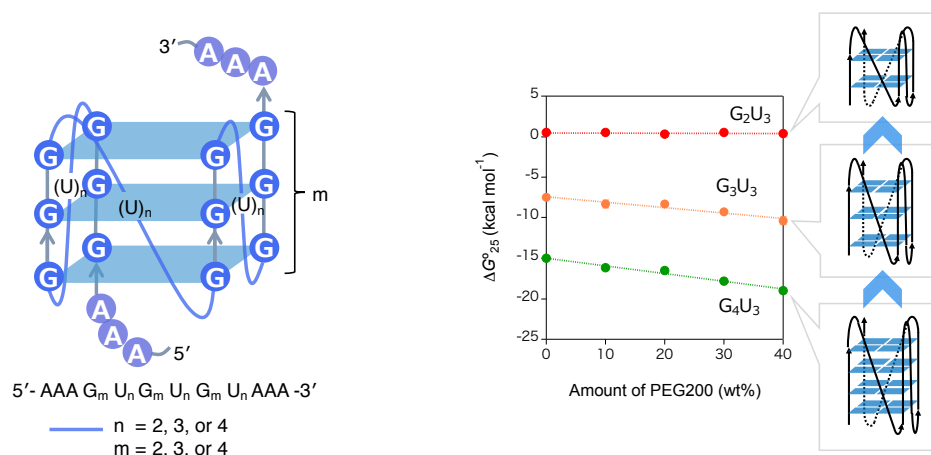 3′ A A A
G G
G G
G G
G G
G G
G G
(U)n (U)n (U)n
m
A
A
A 5′
5′- AAA Gm Un Gm Un Gm Un AAA -3′
n = 2, 3, or 4
m = 2, 3, or 4
ΔG°25 (kcal mol-1)
5
0
-5
-10
-15
-20
-25
G2U3
G3U3
G4U3
0 10 20 30 40
Amount of PEG200 (wt%)